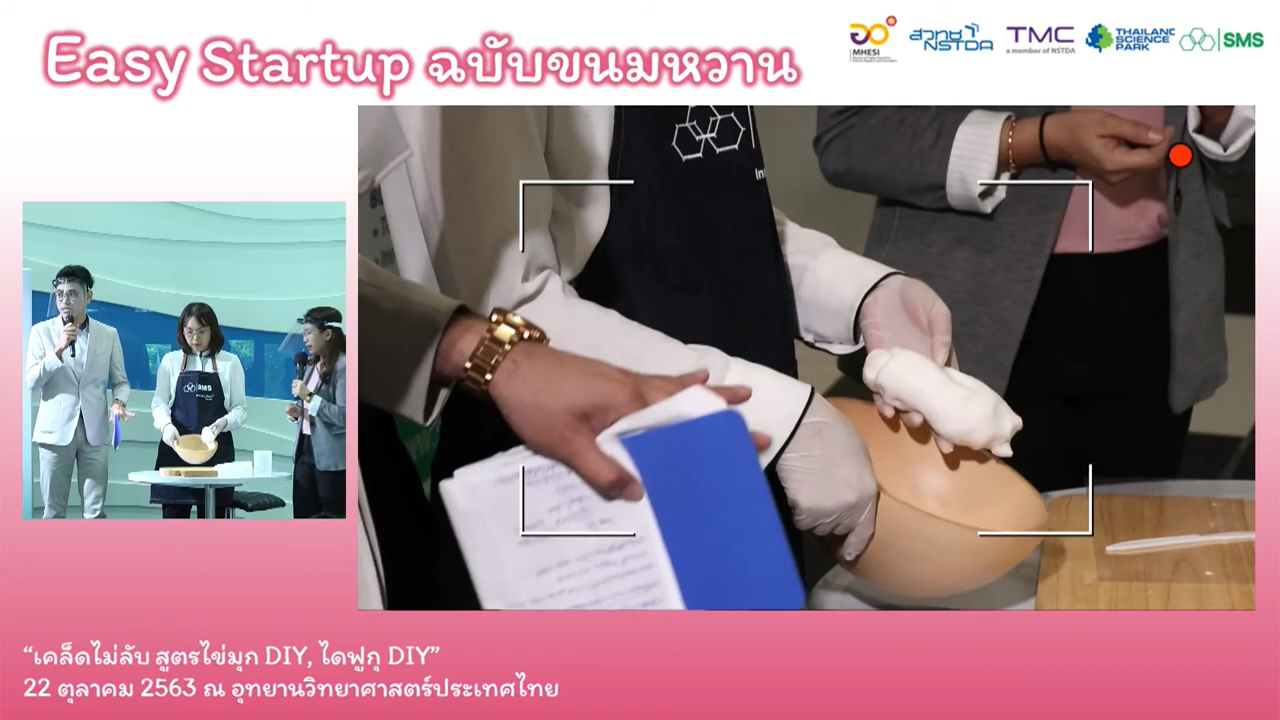 Easy Startup ฉบับขนมหวาน
MHESI
สวทช
NSTDA
TMC
a member of NSTDA
THAILAND
SCIENCE
PARK
SMS
SMS
“เคล็ดไม่ลับ สูตรไข่มุก DIY, ไดฟูกุ DIY”
22 ตุลาคม 2563 ณ อุทยานวิทยาศาสตร์ประเทศไทย